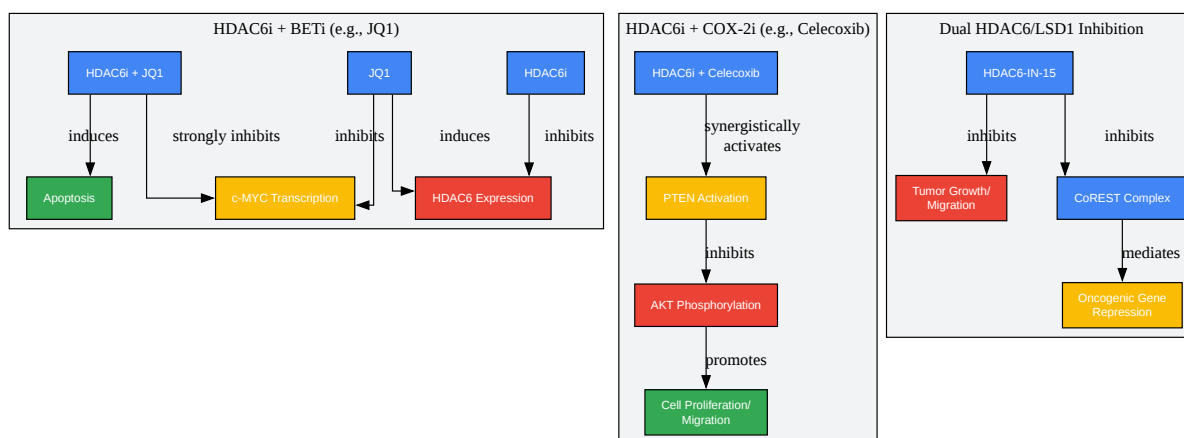 HDAC6i + BETi (e.g., JQ1)
HDAC6i + JQ1
JQ1
HDAC6i
induces
strongly inhibits
inhibits
induces
inhibits
Apoptosis
c-MYC Transcription
HDAC6 Expression
HDAC6i + COX-2i (e.g., Celecoxib)
HDAC6i + Celecoxib
synergistically
activates
PTEN Activation
inhibits
AKT Phosphorylation
promotes
Cell Proliferation/
Migration
Dual HDAC6/LSD1 Inhibition
HDAC6-IN-15
inhibits
inhibits
Tumor Growth/
Migration
CoREST Complex
mediates
Oncogenic Gene
Repression